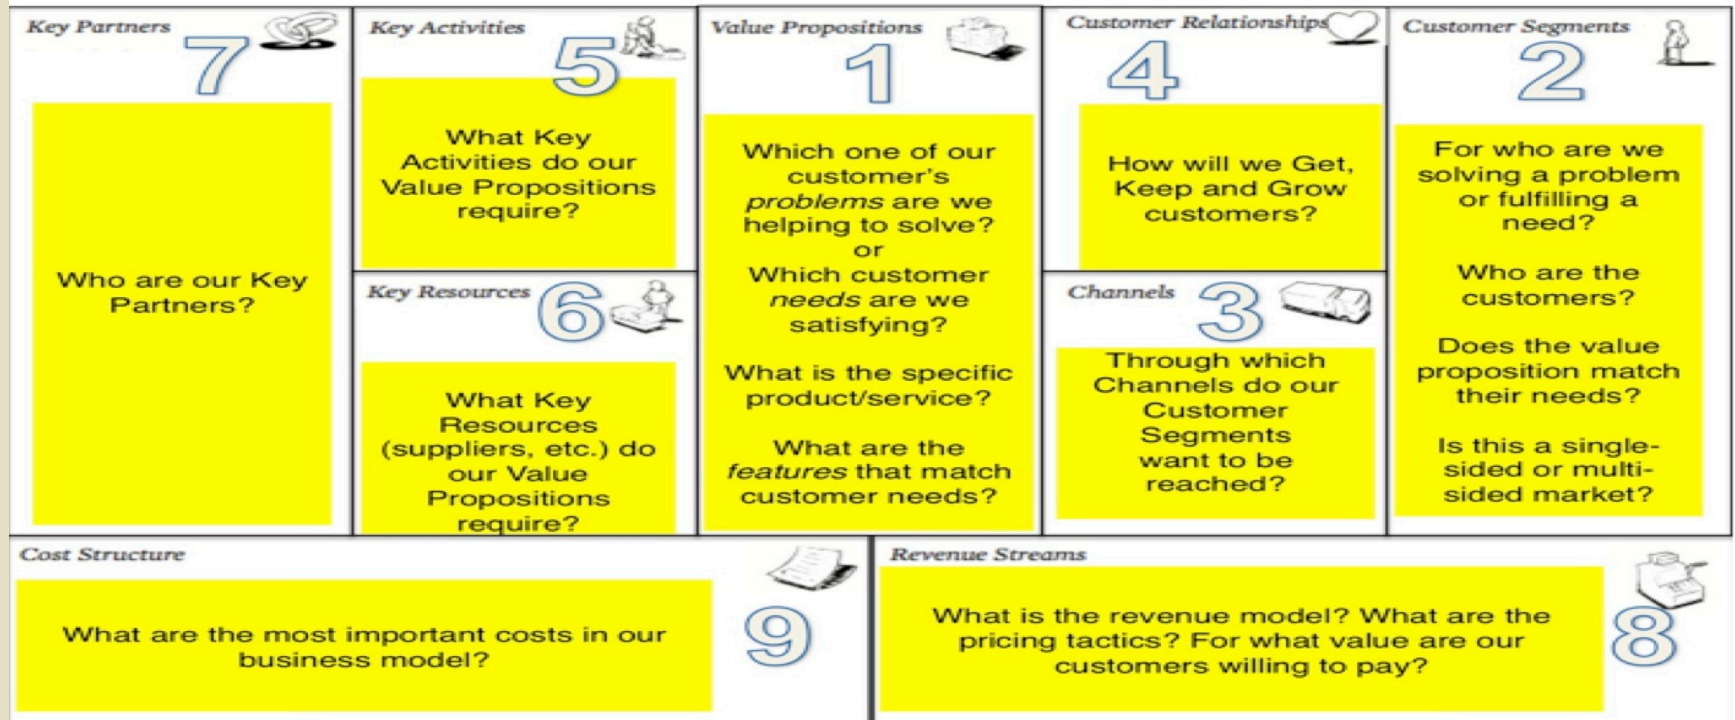 Key Partners
7
Who are our Key
Partners?
Key Activities
5
What Key
Activities do our
Value Propositions
require?
Key Resources
6
What Key
Resources
(suppliers, etc.) do
our Value
Propositions
require?
Value Propositions
1
Which one of our
customer's
problems are we
helping to solve?
or
Which customer
needs are we
satisfying?
What is the specific
product/service?
What are the
features that match
customer needs?
Customer Relationships
4
How will we Get,
Keep and Grow
customers?
Channels
3
Through which
Channels do our
Customer
Segments
want to be
reached?
Customer Segments
2
For who are we
solving a problem
or fulfilling a
need?
Who are the
customers?
Does the value
proposition match
their needs?
Is this a single-
sided or multi-
sided market?
Cost Structure
9
What are the most important costs in our
business model?
Revenue Streams
8
What is the revenue model? What are the
pricing tactics? For what value are our
customers willing to pay?